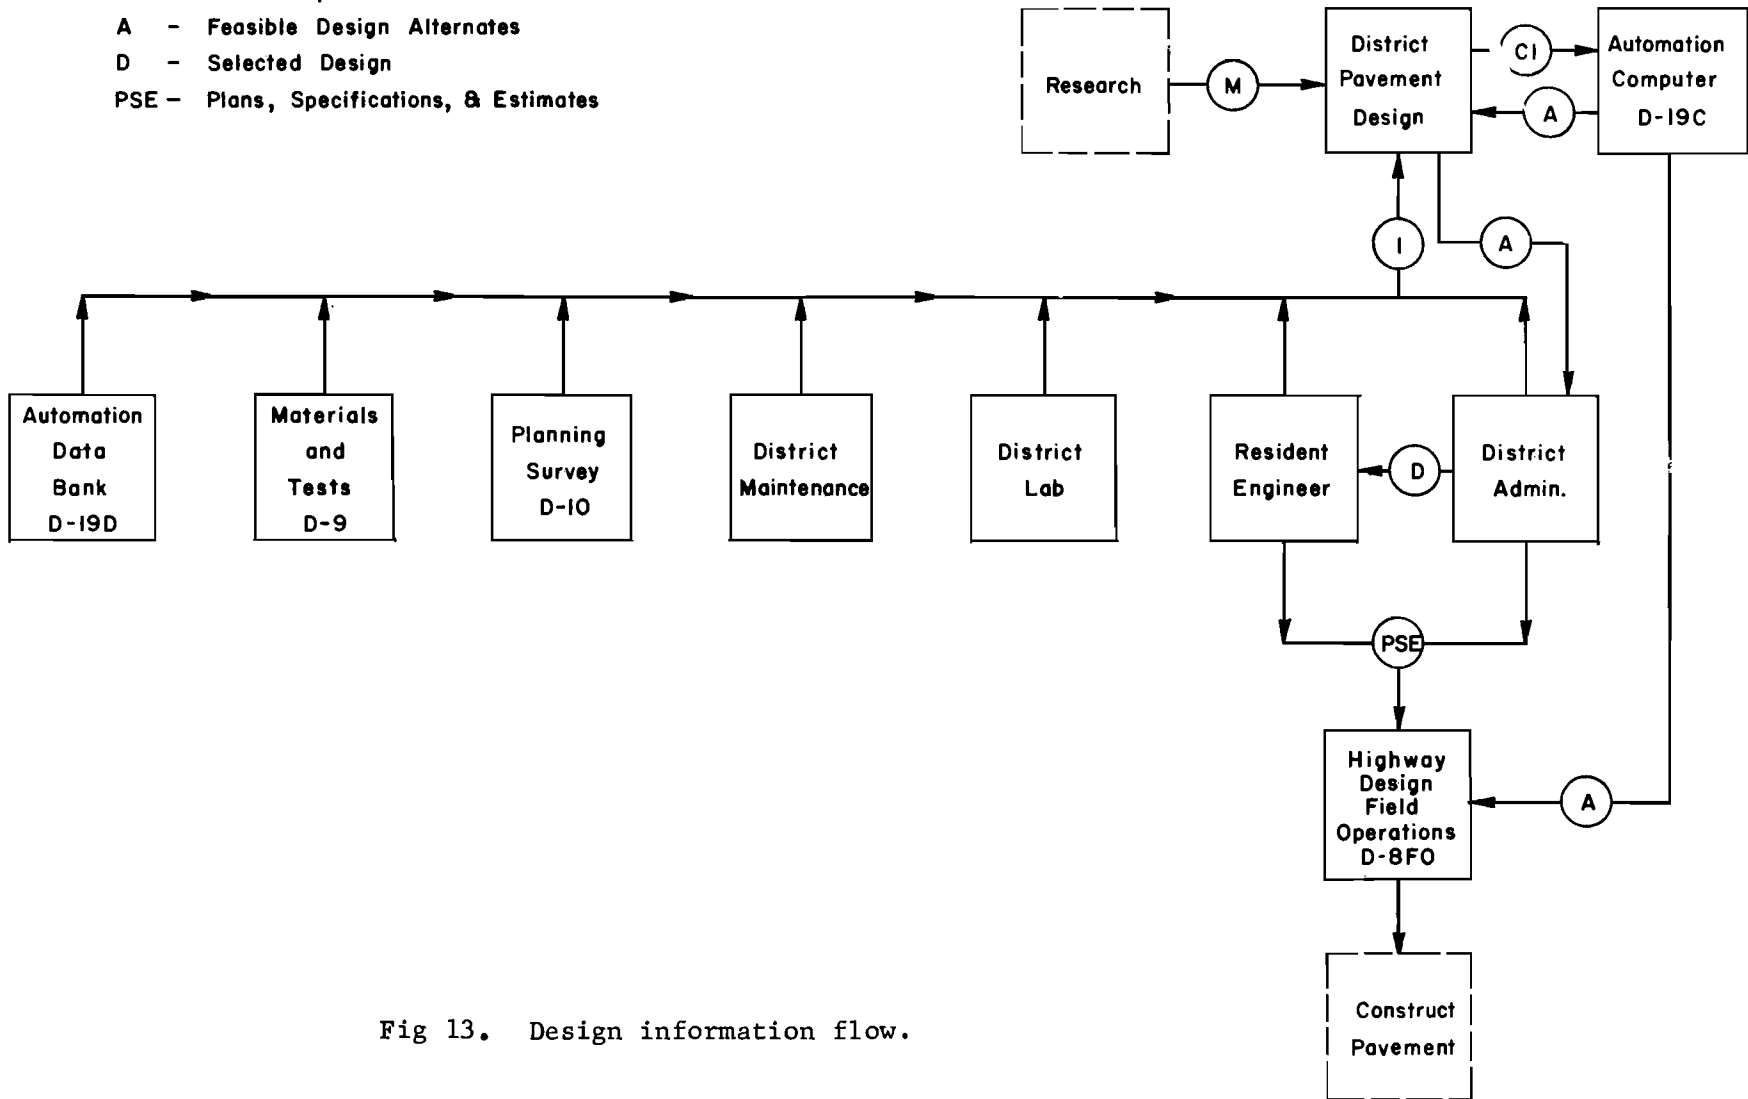 A - Feasible Design Alternates
D - Selected Design
PSE - Plans, Specifications, & Estimates
Research
M
District
Pavement
Design
CI
A
Automation
Computer
D-19C
I
A
Automation
Data
Bank
D-19D
Materials
and
Tests
D-9
Planning
Survey
D-10
District
Maintenance
District
Lab
Resident
Engineer
D
District
Admin.
PSE
Highway
Design
Field
Operations
D-8FO
A
Construct
Pavement
Fig 13. Design information flow.